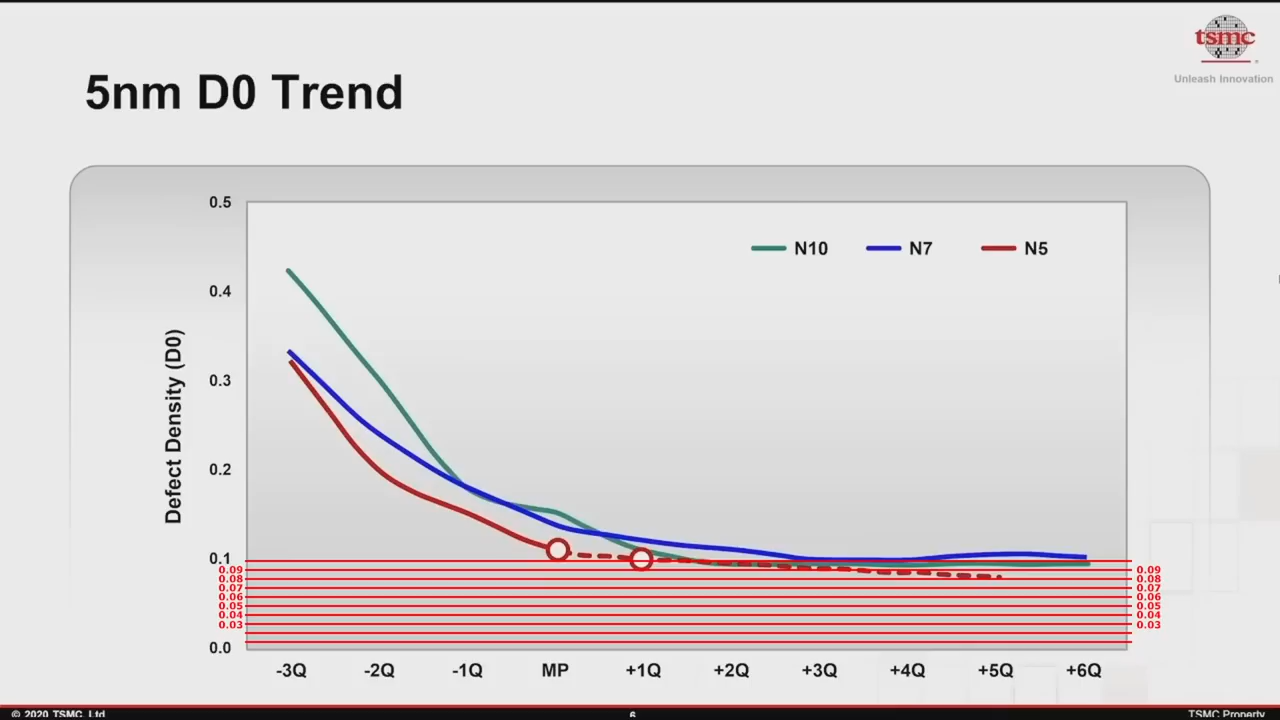 tsmc
Unleash Innovation
5nm D0 Trend
0.5
N10 N7 N5
0.4
0.3
Defect Density (D0)
0.2
0.1
0.09 0.09
0.08 0.08
0.07 0.07
0.06 0.06
0.05 0.05
0.04 0.04
0.03 0.03
0.0
-3Q -2Q -1Q MP +1Q +2Q +3Q +4Q +5Q +6Q
© 2020 TSMC, Ltd 6 TSMC Property